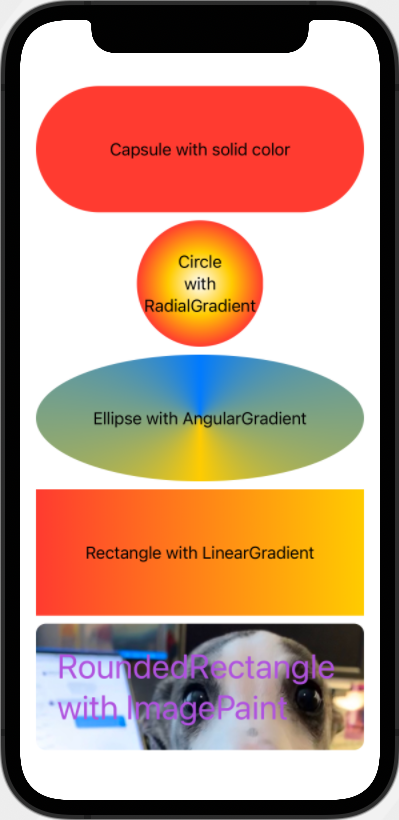 Capsule with solid color
Circle
with
RadialGradient
Ellipse with AngularGradient
Rectangle with LinearGradient
RoundedRectangle
with ImagePaint